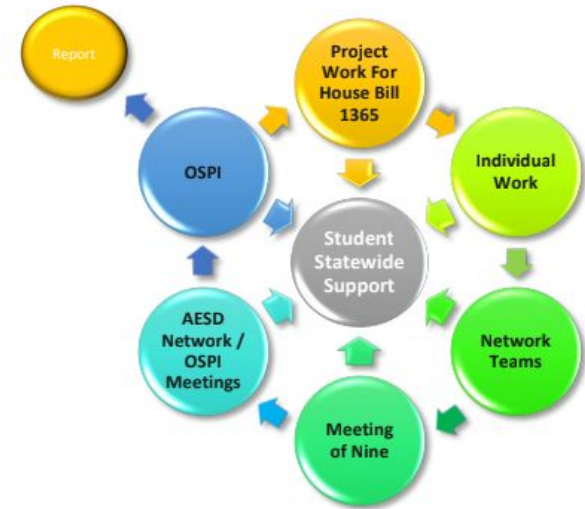 Report
Project
Work For
House Bill
1365
OSPI
Individual
Work
Student
Statewide
Support
AESD
Network /
OSPI
Meetings
Network
Teams
Meeting
of Nine